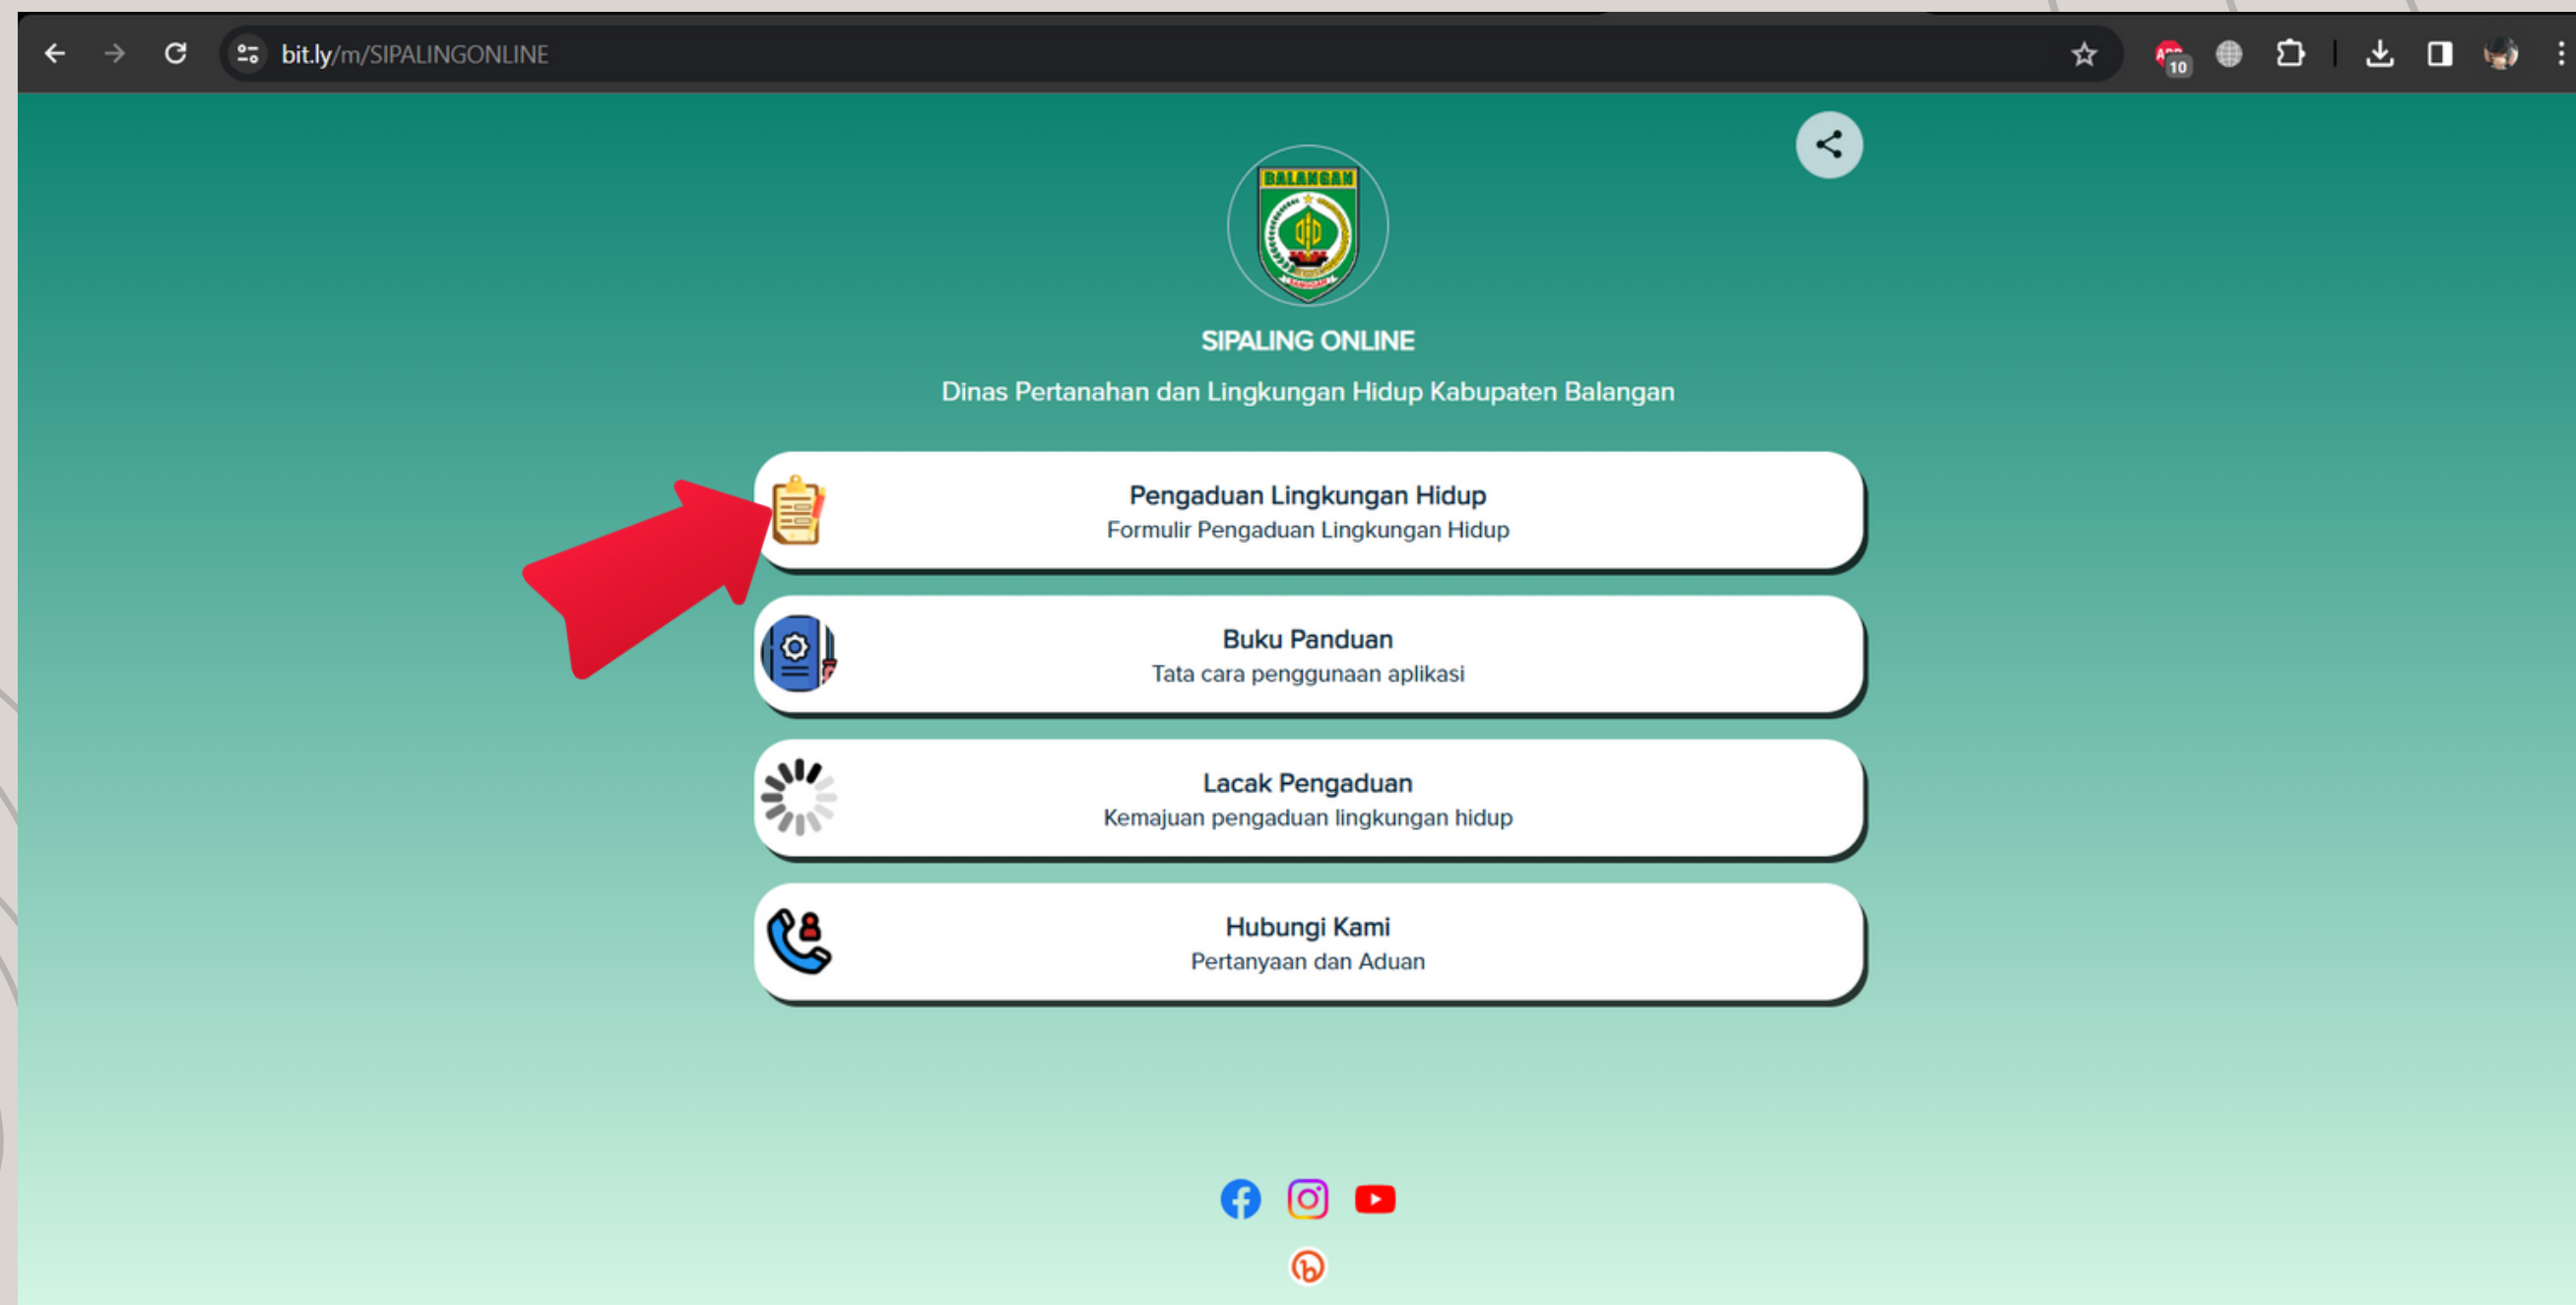 bit.ly/m/SIPALINGONLINE
10
BALANGAN
SIPALING ONLINE
Dinas Pertanahan dan Lingkungan Hidup Kabupaten Balangan
Pengaduan Lingkungan Hidup
Formulir Pengaduan Lingkungan Hidup
Buku Panduan
Tata cara penggunaan aplikasi
Lacak Pengaduan
Kemajuan pengaduan lingkungan hidup
Hubungi Kami
Pertanyaan dan Aduan